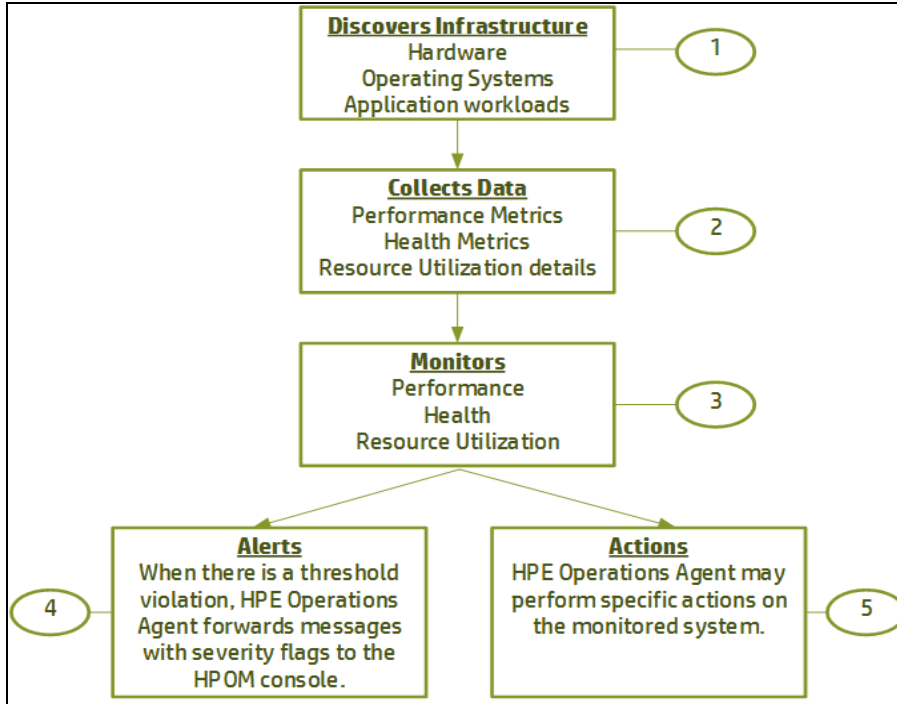 Discovers Infrastructure
Hardware
Operating Systems
Application workloads
1
Collects Data
Performance Metrics
Health Metrics
Resource Utilization details
2
Monitors
Performance
Health
Resource Utilization
3
Alerts
When there is a threshold
violation, HPE Operations
Agent forwards messages
with severity flags to the
HPOM console.
4
Actions
HPE Operations Agent may
perform specific actions on
the monitored system.
5